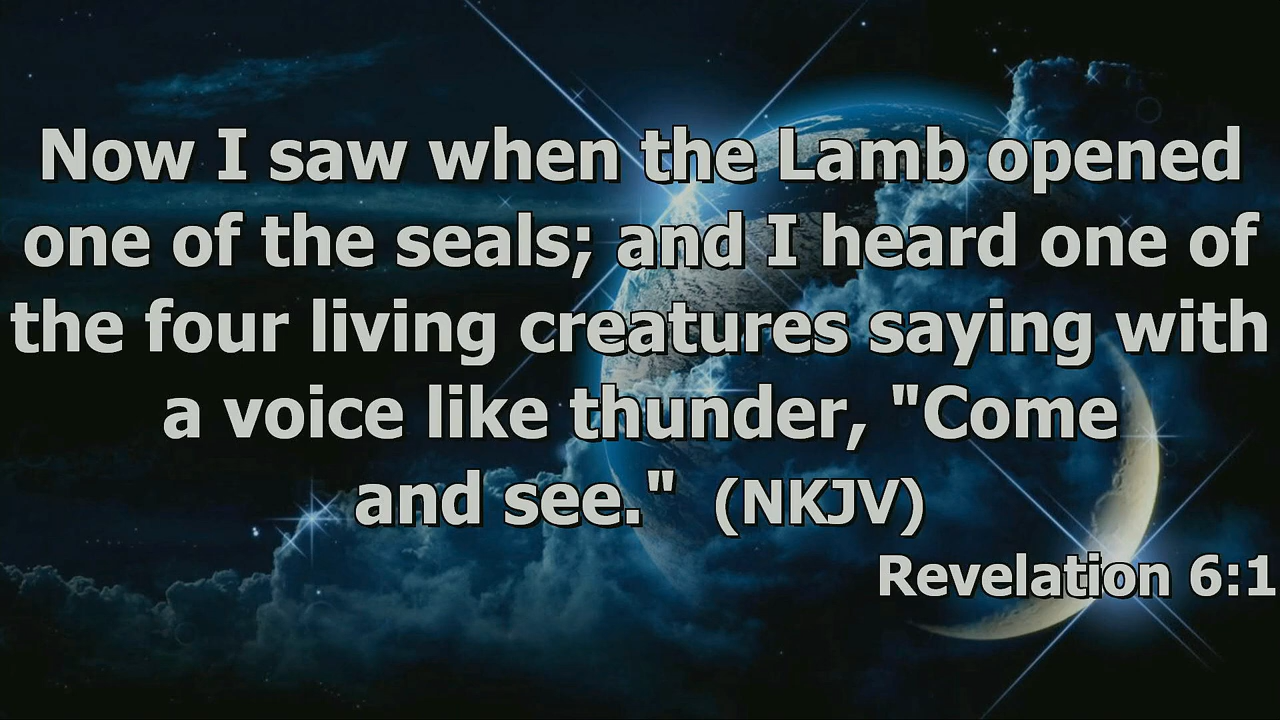 Now I saw when the Lamb opened
one of the seals; and I heard one of
the four living creatures saying with
a voice like thunder, "Come
and see." (NKJV)
Revelation 6:1